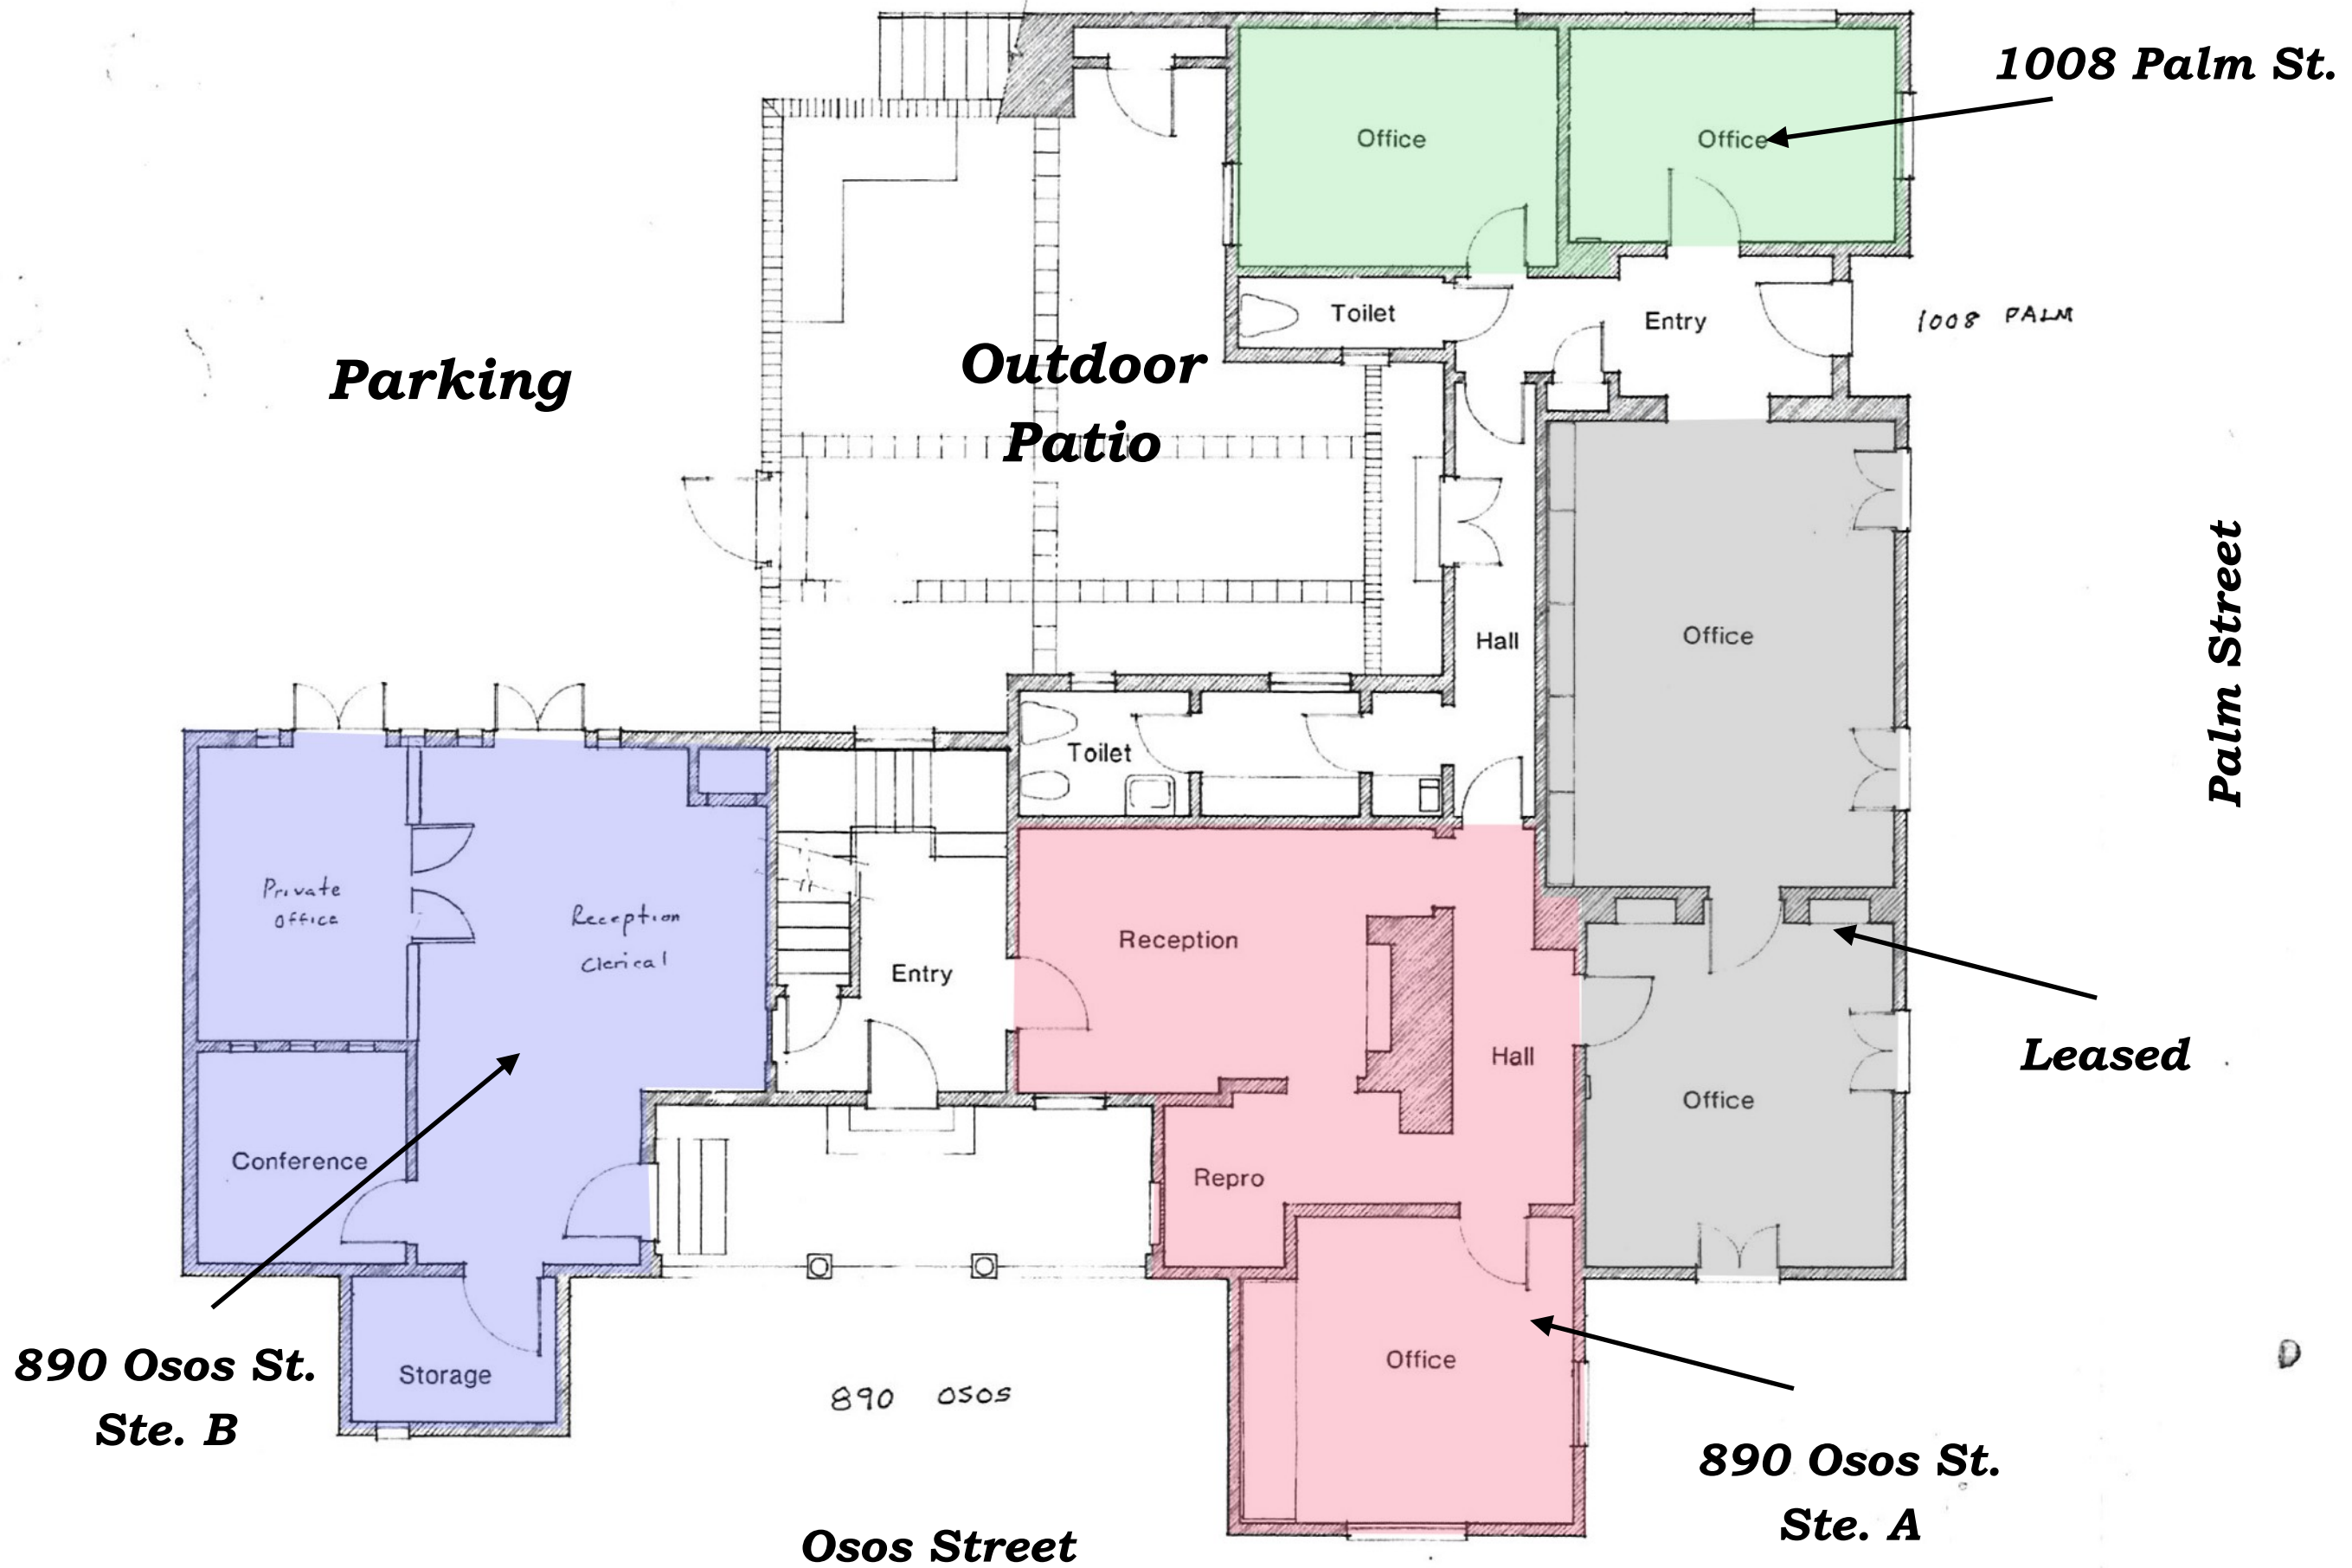 1008 Palm St.
Office
Office
Toilet
Entry
1008 PALM
Parking
Outdoor
Patio
Palm Street
Hall
Office
Toilet
Private
Office
Reception
Clerical
Entry
Reception
Hall
Leased
Office
Conference
Repro
890 Osos St.
Ste. B
Storage
890 OSOS
Office
890 Osos St.
Ste. A
Osos Street